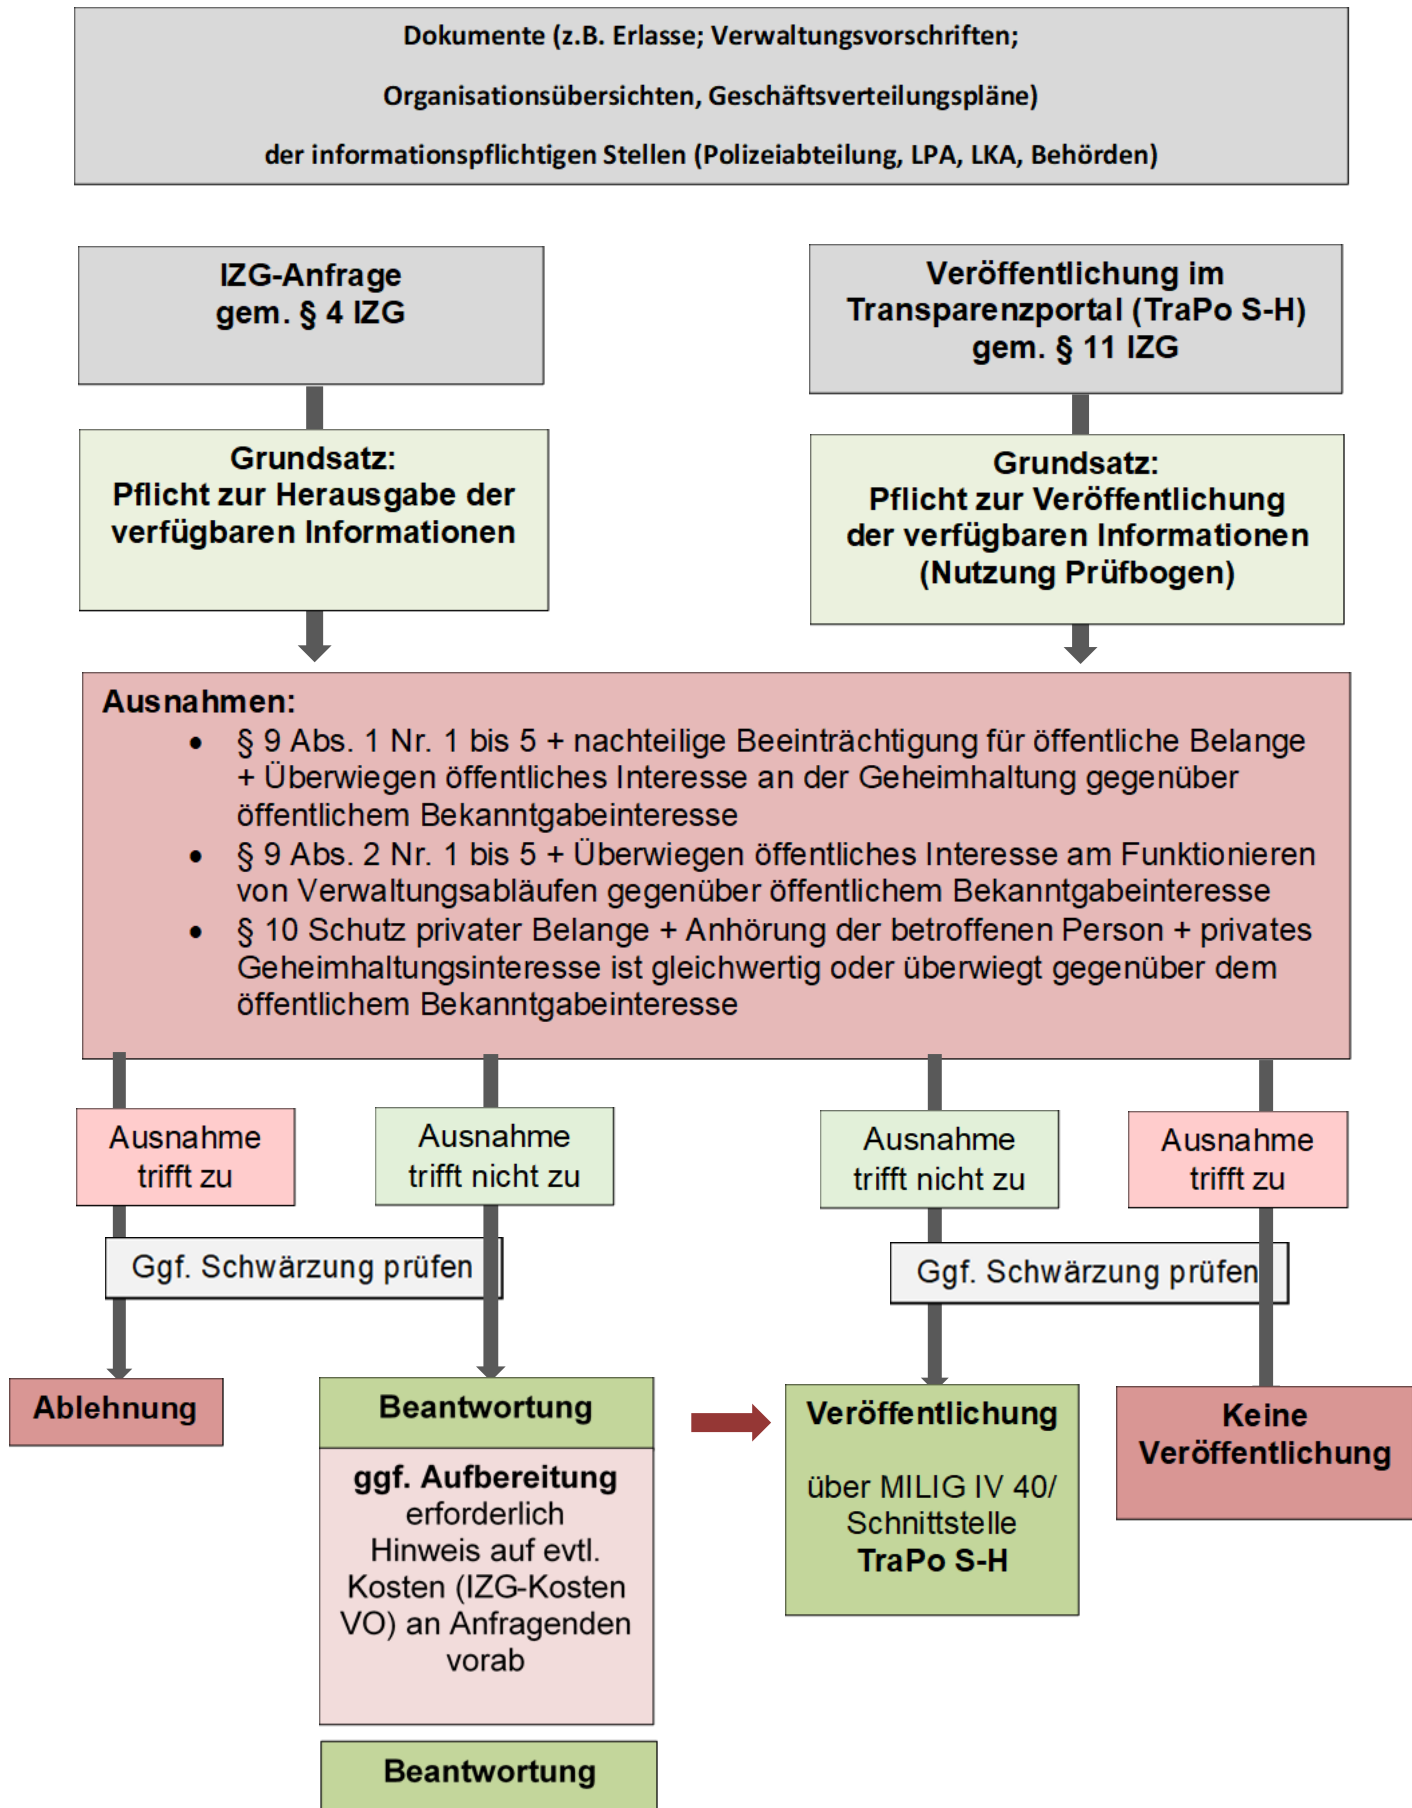 Dokumente (z.B. Erlasse; Verwaltungsvorschriften;
Organisationsübersichten, Geschäftsverteilungspläne)
der informationspflichtigen Stellen (Polizeiabteilung, LPA, LKA, Behörden)
IZG-Anfrage
gem. § 4 IZG
Veröffentlichung im
Transparenzportal (TraPo S-H)
gem. § 11 IZG
Grundsatz:
Pflicht zur Herausgabe der
verfügbaren Informationen
Grundsatz:
Pflicht zur Veröffentlichung
der verfügbaren Informationen
(Nutzung Prüfbogen)
Ausnahmen:
• § 9 Abs. 1 Nr. 1 bis 5 + nachteilige Beeinträchtigung für öffentliche Belange
+ Überwiegen öffentliches Interesse an der Geheimhaltung gegenüber
öffentlichem Bekanntgabeinteresse
• § 9 Abs. 2 Nr. 1 bis 5 + Überwiegen öffentliches Interesse am Funktionieren
von Verwaltungsabläufen gegenüber öffentlichem Bekanntgabeinteresse
• § 10 Schutz privater Belange + Anhörung der betroffenen Person + privates
Geheimhaltungsinteresse ist gleichwertig oder überwiegt gegenüber dem
öffentlichem Bekanntgabeinteresse
Ausnahme
trifft zu
Ausnahme
trifft nicht zu
Ausnahme
trifft nicht zu
Ausnahme
trifft zu
Ggf. Schwärzung prüfen
Ggf. Schwärzung prüfen
Ablehnung
Beantwortung
ggf. Aufbereitung
erforderlich
Hinweis auf evtl.
Kosten (IZG-Kosten
VO) an Anfragenden
vorab
Beantwortung
Veröffentlichung
über MILIG IV 40/
Schnittstelle
TraPo S-H
Keine
Veröffentlichung